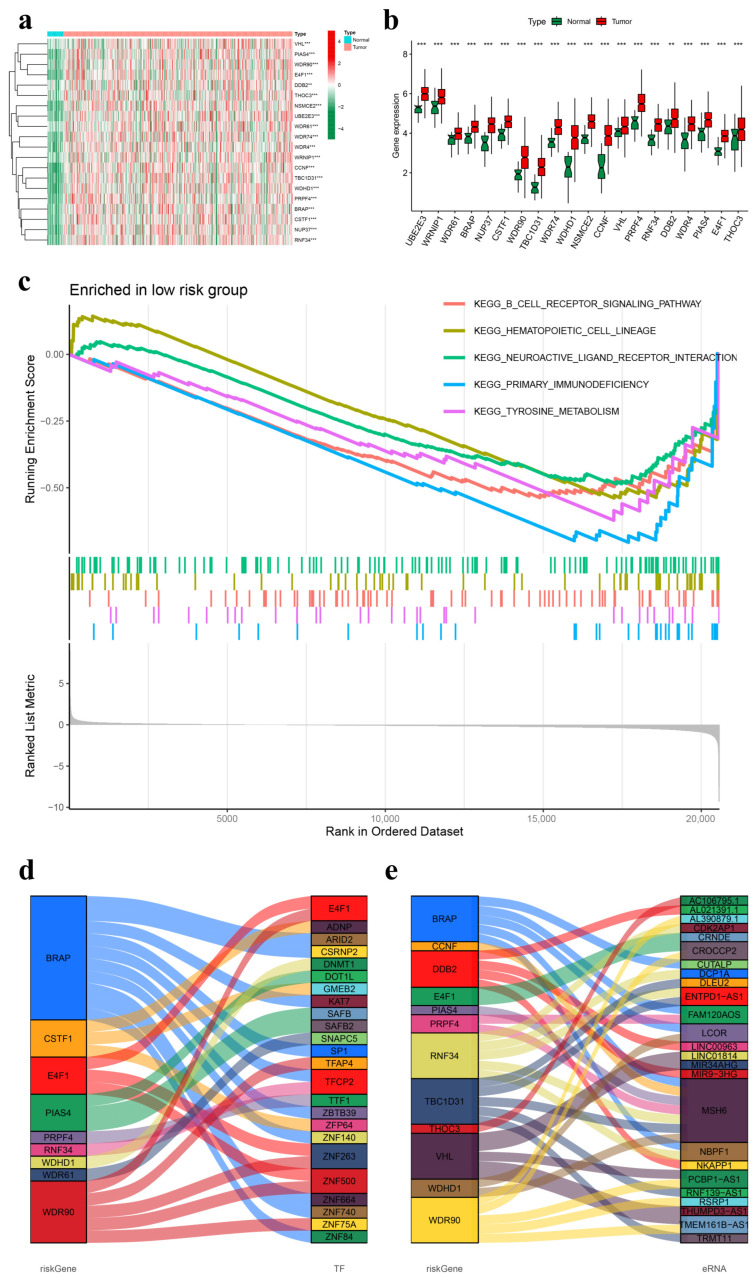 a
Type
Type
VHL***
PIAS4***
WDR90***
E4F1***
DDB2**
THOC3***
NSMCE2***
UBE2E3***
WDR61***
WDR74***
WDR4***
WRNIP1***
CCNF***
TBC1D31***
WDHD1***
PRPF4***
BRAP***
CSTF1***
NUP37***
RNF34***
4
2
0
−2
−4
Normal
Tumor
b
Type Normal Tumor
*** *** *** *** *** *** *** *** *** *** *** *** *** *** *** ** *** *** *** ***
Gene expression
8
6
4
2
UBE2E3
WRNIP1
WDR61
BRAP
NUP37
CSTF1
WDR90
TBC1D31
WDR74
WDHD1
NSMCE2
CCNF
VHL
PRPF4
RNF34
DDB2
WDR4
PIAS4
E4F1
THOC3
c
Enriched in low risk group
KEGG_B_CELL_RECEPTOR_SIGNALING_PATHWAY
KEGG_HEMATOPOIETIC_CELL_LINEAGE
KEGG_NEUROACTIVE_LIGAND_RECEPTOR_INTERACTION
KEGG_PRIMARY_IMMUNODEFICIENCY
KEGG_TYROSINE_METABOLISM
Running Enrichment Score
0.00
−0.25
−0.50
Ranked List Metric
5
0
−5
−10
5000
10,000
15,000
20,000
Rank in Ordered Dataset
d
BRAP
CSTF1
E4F1
PIAS4
PRPF4
RNF34
WDHD1
WDR61
WDR90
E4F1
ADNP
ARID2
CSRNP2
DNMT1
DOT1L
GMEB2
KAT7
SAFB
SAFB2
SNAPC5
SP1
TFAP4
TFCP2
TTF1
ZBTB39
ZFP64
ZNF140
ZNF263
ZNF500
ZNF664
ZNF740
ZNF75A
ZNF84
riskGene
TF
e
BRAP
CCNF
DDB2
E4F1
PIAS4
PRPF4
RNF34
TBC1D31
THOC3
VHL
WDHD1
WDR90
AC106795.1
AL021391.1
AL390879.1
CDK2AP1
CRNDE
CROCCP2
CUTALP
DCP1A
DLEU2
ENTPD1−AS1
FAM120AOS
LCOR
LINC00963
LINC01814
MIR34AHG
MIR9−3HG
MSH6
NBPF1
NKAPP1
PCBP1−AS1
RNF139−AS1
RSRP1
THUMPD3−AS1
TMEM161B−AS1
TRMT11
riskGene
eRNA